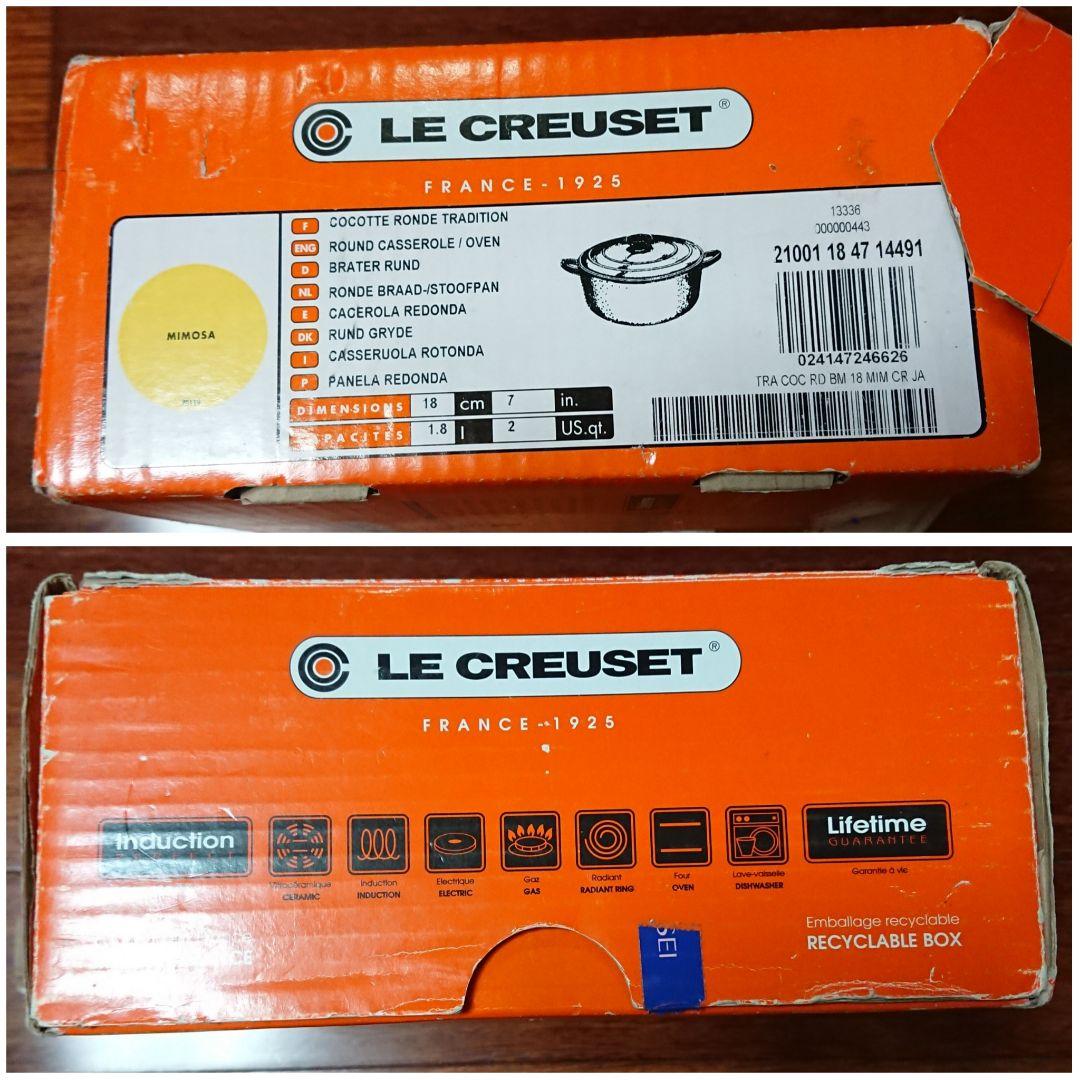 LE CREUSET ®
FRANCE - 1925
MIMOSA
F COCOTTE RONDE TRADITION
ENG ROUND CASSEROLE / OVEN
D BRATER RUND
NL RONDE BRAAD-/STOOFPAN
E CACEROLA REDONDA
DK RUND GRYDE
I CASSERUOLA ROTONDA
P PANELA REDONDA
DIMENSIONS 18 cm 7 in.
CAPACITES 1.8 l 2 US.qt.
13336
000000443
21001 18 47 14491
024147246626
TRA COC RD BM 18 MIM CR JA
LE CREUSET ®
FRANCE - 1925
Induction
Vitrocéramique
CERAMIC
Induction
INDUCTION
Electrique
ELECTRIC
Gaz
GAS
Radiant
RADIANT RING
Four
OVEN
Lave-vaisselle
DISHWASHER
Lifetime
GUARANTEE
Garantie à vie
Emballage recyclable
RECYCLABLE BOX
SEI